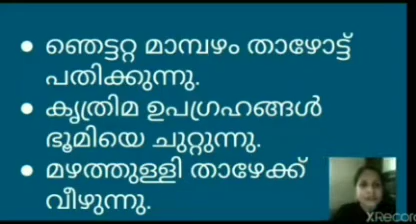 • ഞെട്ടറ്റ മാമ്പഴം താഴോട്ട്
പതിക്കുന്നു.
• കൃത്രിമ ഉപഗ്രഹങ്ങൾ
ഭൂമിയെ ചുറ്റുന്നു.
• മഴത്തുള്ളി താഴേക്ക്
വീഴുന്നു.